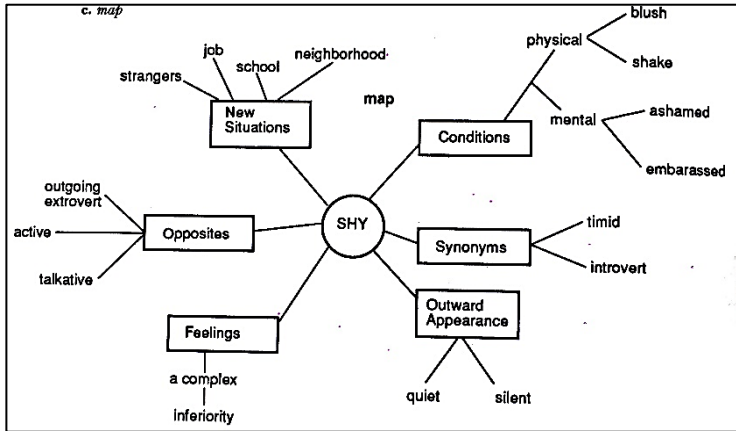 c. map
map
SHY
New
Situations
strangers
job
school
neighborhood
Conditions
physical
blush
shake
mental
ashamed
embarassed
Synonyms
timid
introvert
Outward
Appearance
quiet
silent
Feelings
a complex
inferiority
Opposites
outgoing
extrovert
active
talkative